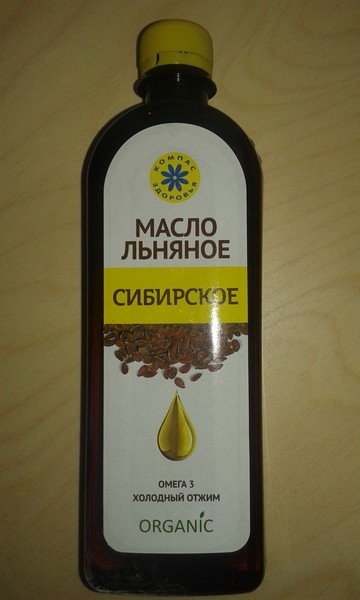 КОМПАС
ЗДОРОВЬЯ
МАСЛО
ЛЬНЯНОЕ
СИБИРСКОЕ
ОМЕГА 3
ХОЛОДНЫЙ ОТЖИМ
ORGANIC